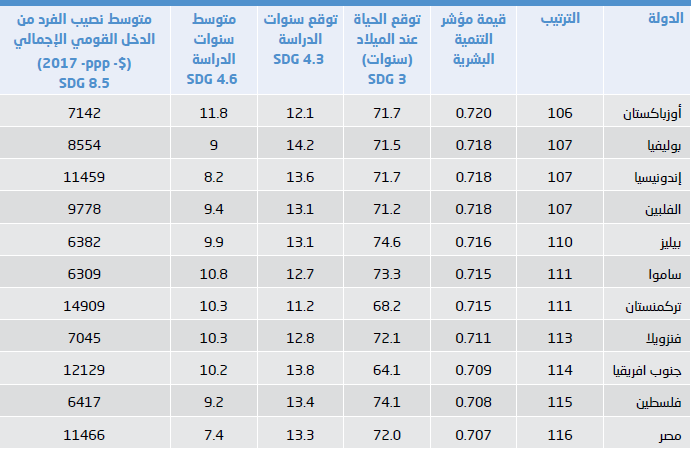 الدولة الترتيب قيمة مؤشر التنمية البشرية توقع الحياة عند الميلاد (سنوات) SDG 3 توقع سنوات الدراسة SDG 4.3 متوسط سنوات الدراسة SDG 4.6 متوسط نصيب الفرد من الدخل القومي الإجمالي (2017 -ppp -$) SDG 8.5
أوزباكستان 106 0.720 71.7 12.1 11.8 7142
بوليفيا 107 0.718 71.5 14.2 9 8554
إندونيسيا 107 0.718 71.7 13.6 8.2 11459
الفلبين 107 0.718 71.2 13.1 9.4 9778
بيليز 110 0.716 74.6 13.1 9.9 6382
ساموا 111 0.715 73.3 12.7 10.8 6309
تركمنستان 111 0.715 68.2 11.2 10.3 14909
فنزويلا 113 0.711 72.1 12.8 10.3 7045
جنوب افريقيا 114 0.709 64.1 13.8 10.2 12129
فلسطين 115 0.708 74.1 13.4 9.2 6417
مصر 116 0.707 72.0 13.3 7.4 11466